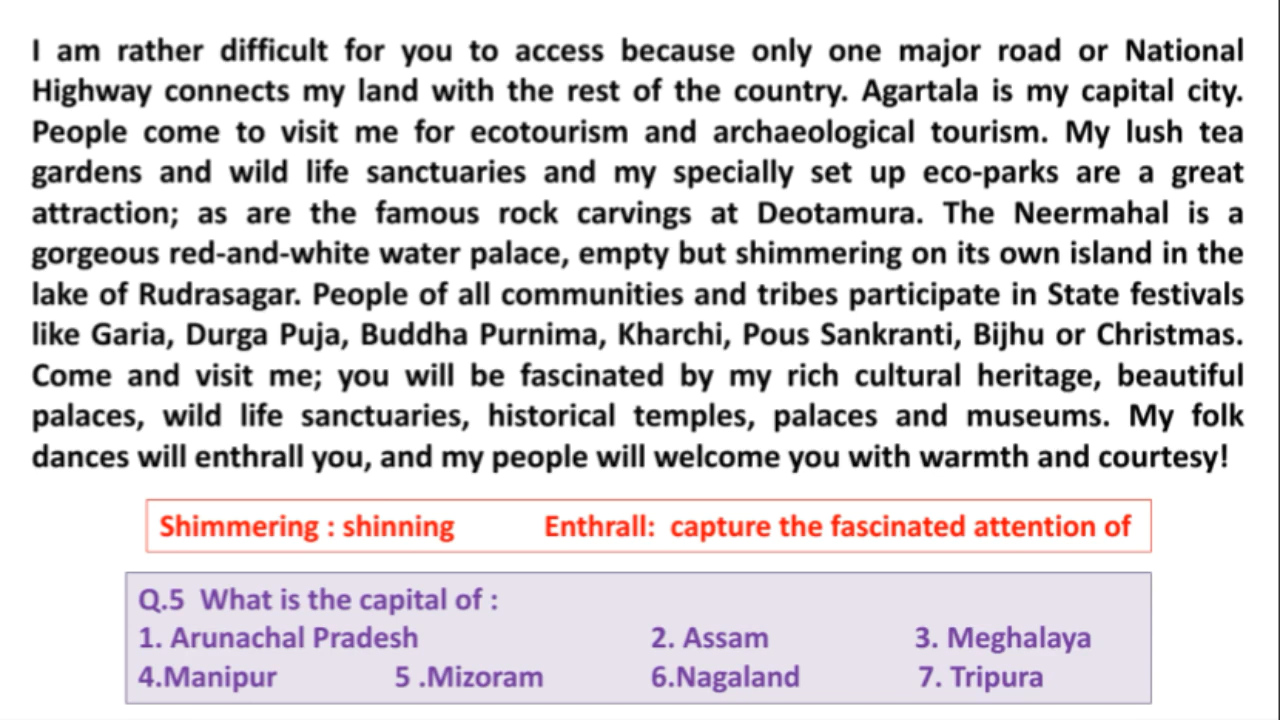 I am rather difficult for you to access because only one major road or National
Highway connects my land with the rest of the country. Agartala is my capital city.
People come to visit me for ecotourism and archaeological tourism. My lush tea
gardens and wild life sanctuaries and my specially set up eco-parks are a great
attraction; as are the famous rock carvings at Deotamura. The Neermahal is a
gorgeous red-and-white water palace, empty but shimmering on its own island in the
lake of Rudrasagar. People of all communities and tribes participate in State festivals
like Garia, Durga Puja, Buddha Purnima, Kharchi, Pous Sankranti, Bijhu or Christmas.
Come and visit me; you will be fascinated by my rich cultural heritage, beautiful
palaces, wild life sanctuaries, historical temples, palaces and museums. My folk
dances will enthrall you, and my people will welcome you with warmth and courtesy!
Shimmering : shinning Enthrall: capture the fascinated attention of
Q.5 What is the capital of :
1. Arunachal Pradesh 2. Assam 3. Meghalaya
4.Manipur 5 .Mizoram 6.Nagaland 7. Tripura